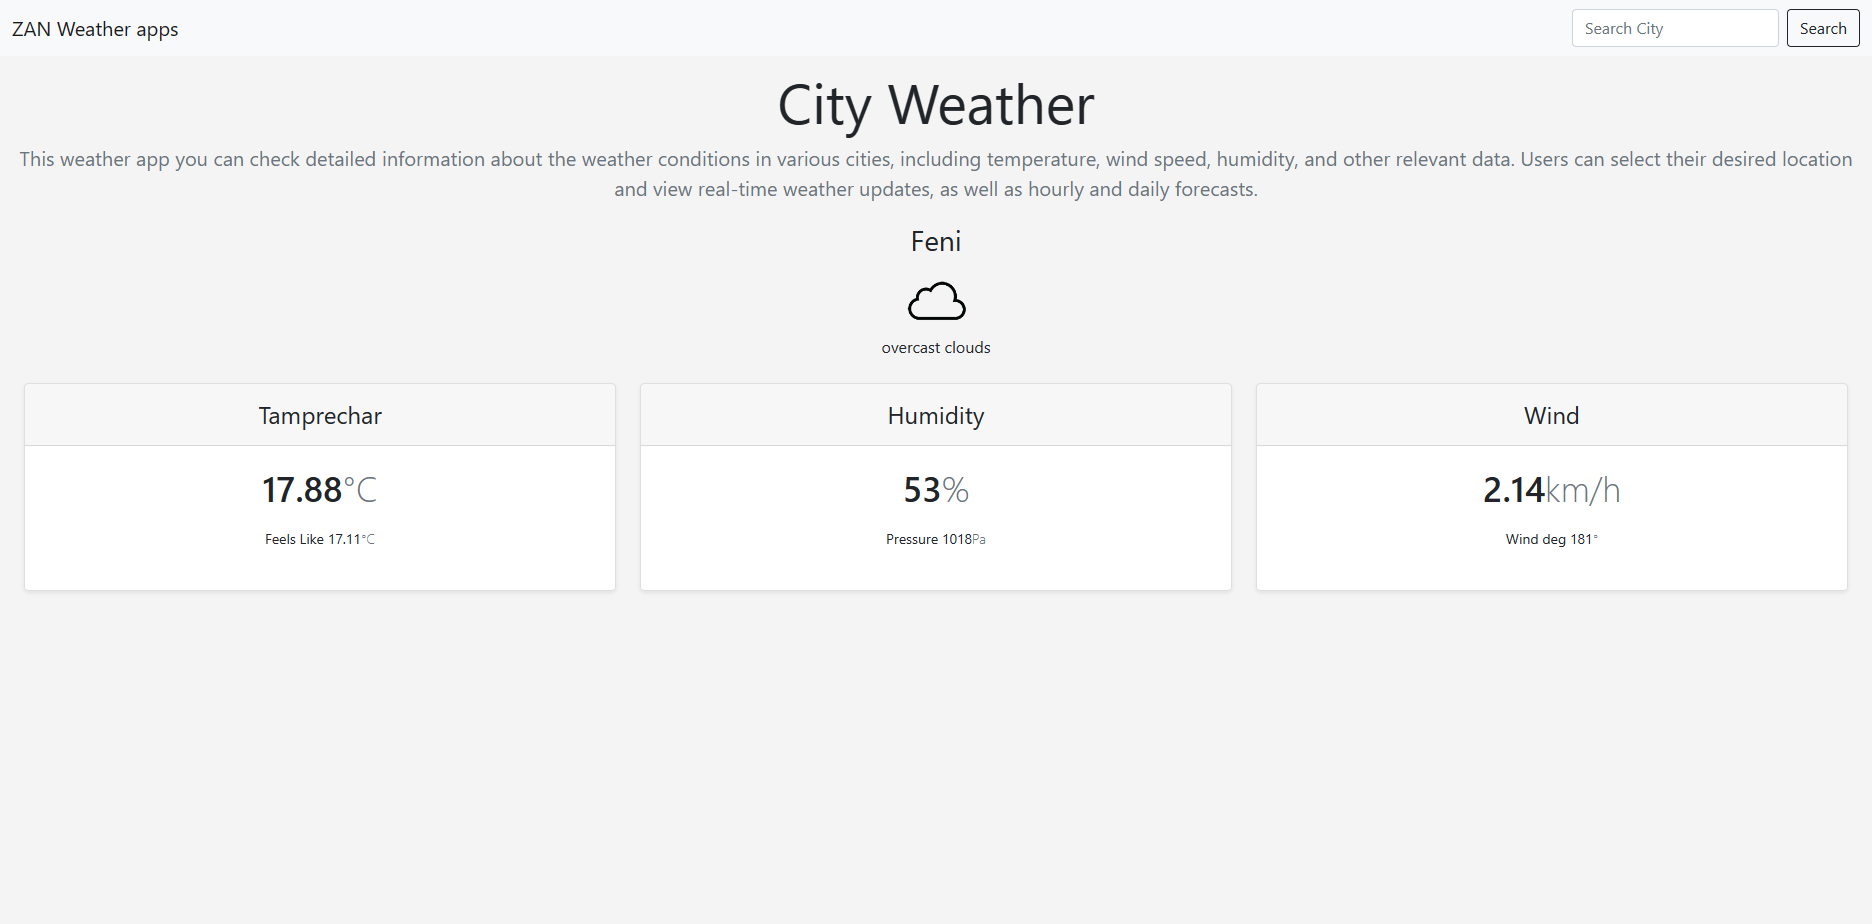 ZAN Weather apps
Search City
Search
City Weather
This weather app you can check detailed information about the weather conditions in various cities, including temperature, wind speed, humidity, and other relevant data. Users can select their desired location
and view real-time weather updates, as well as hourly and daily forecasts.
Feni
overcast clouds
Tamprechar
17.88°C
Feels Like 17.11°C
Humidity
53%
Pressure 1018Pa
Wind
2.14km/h
Wind deg 181°